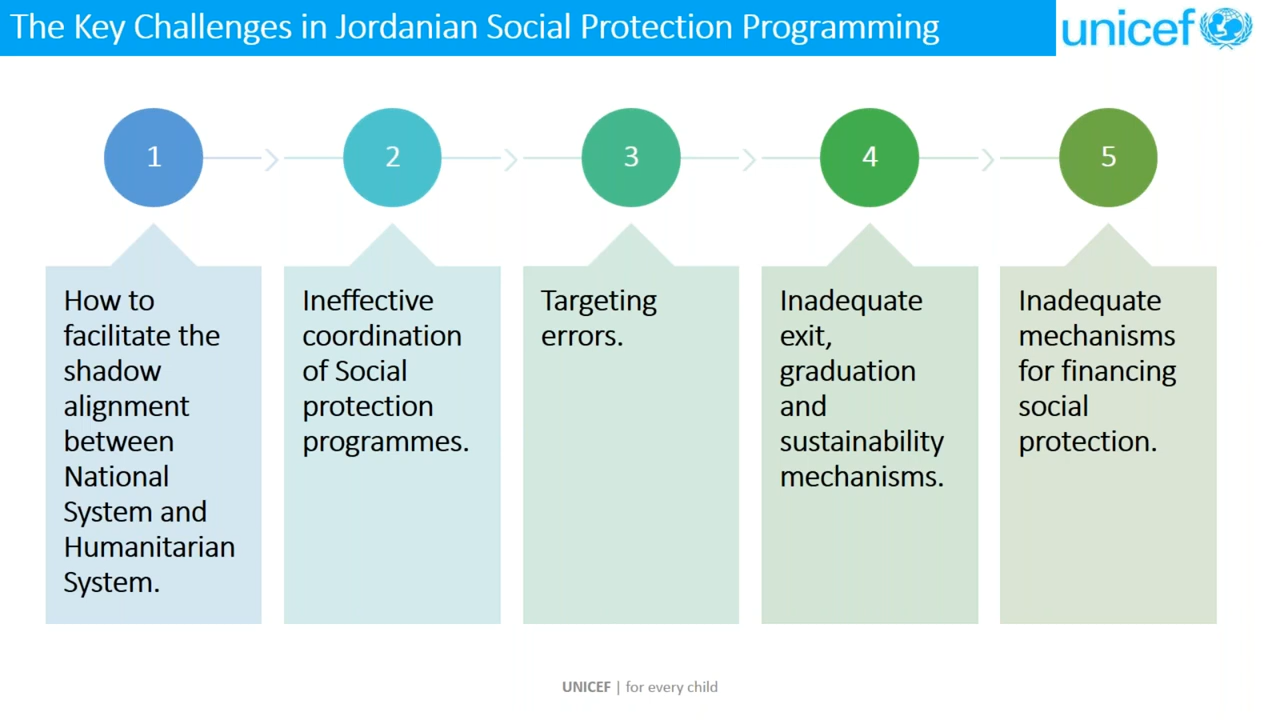 The Key Challenges in Jordanian Social Protection Programming
unicef
1
2
3
4
5
How to
facilitate the
shadow
alignment
between
National
System and
Humanitarian
System.
Ineffective
coordination
of Social
protection
programmes.
Targeting
errors.
Inadequate
exit,
graduation
and
sustainability
mechanisms.
Inadequate
mechanisms
for financing
social
protection.
UNICEF | for every child